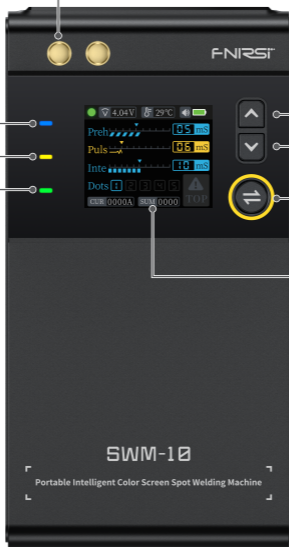 FNIRSI
4.04V 29℃
Preh 05 mS
Puls 06 mS
Inte 10 mS
Dots 1 2 3 4 5
TOP
CUR 0000A SUM 0000
SWM-10
Portable Intelligent Color Screen Spot Welding Machine